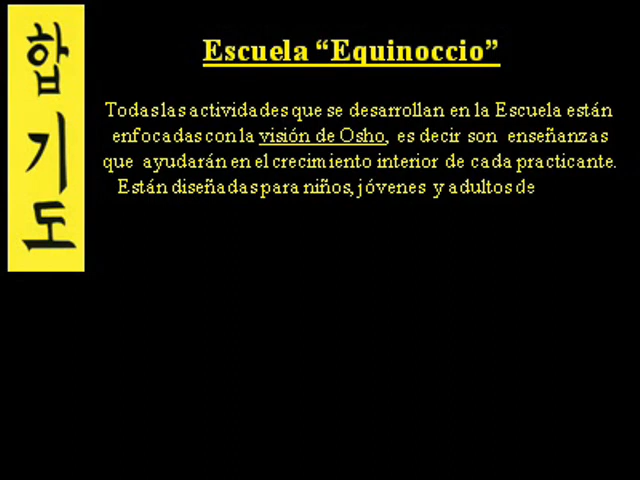 합
기
도
Escuela “Equinoccio”
Todas las actividades que se desarrollan en la Escuela están
enfocadas con la visión de Osho, es decir son enseñanzas
que ayudarán en el crecimiento interior de cada practicante.
Están diseñadas para niños, jóvenes y adultos de